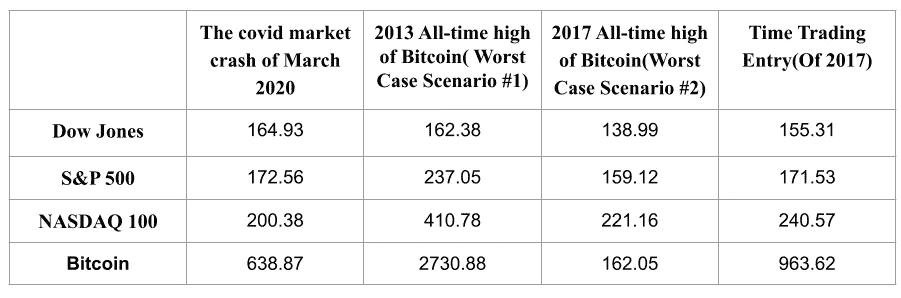 The covid market crash of March 2020	2013 All-time high of Bitcoin( Worst Case Scenario #1)	2017 All-time high of Bitcoin(Worst Case Scenario #2)	Time Trading Entry(Of 2017)
Dow Jones	164.93	162.38	138.99	155.31
S&P 500	172.56	237.05	159.12	171.53
NASDAQ 100	200.38	410.78	221.16	240.57
Bitcoin	638.87	2730.88	162.05	963.62